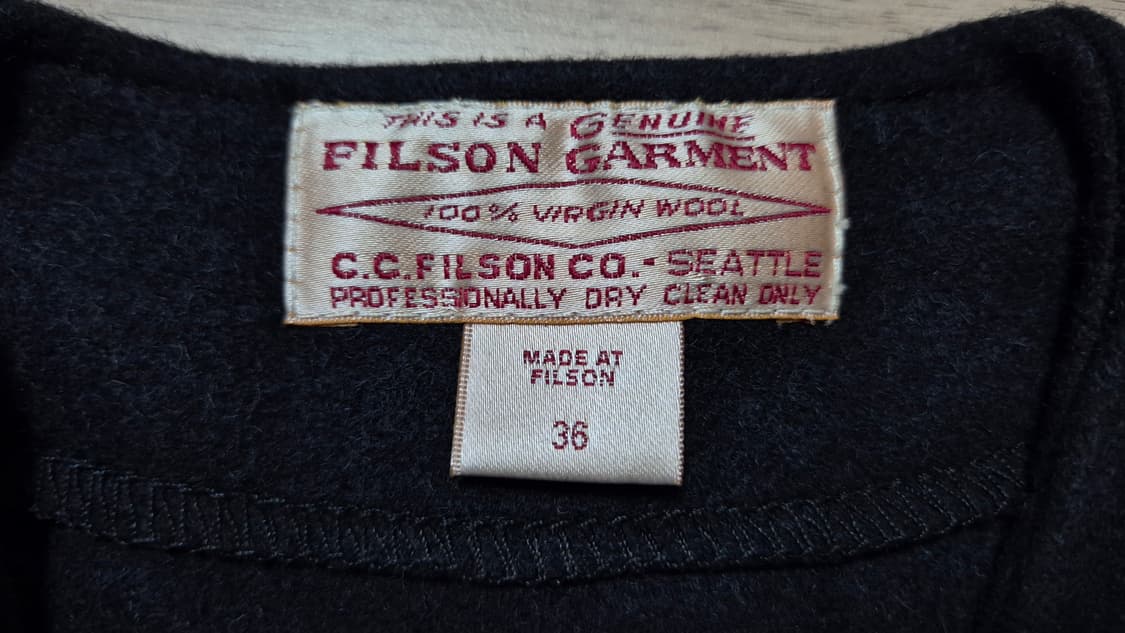 THIS IS A GENUINE
FILSON GARMENT
100% VIRGIN WOOL
C.C.FILSON CO.-SEATTLE
PROFESSIONALLY DRY CLEAN ONLY
MADE AT
FILSON
36